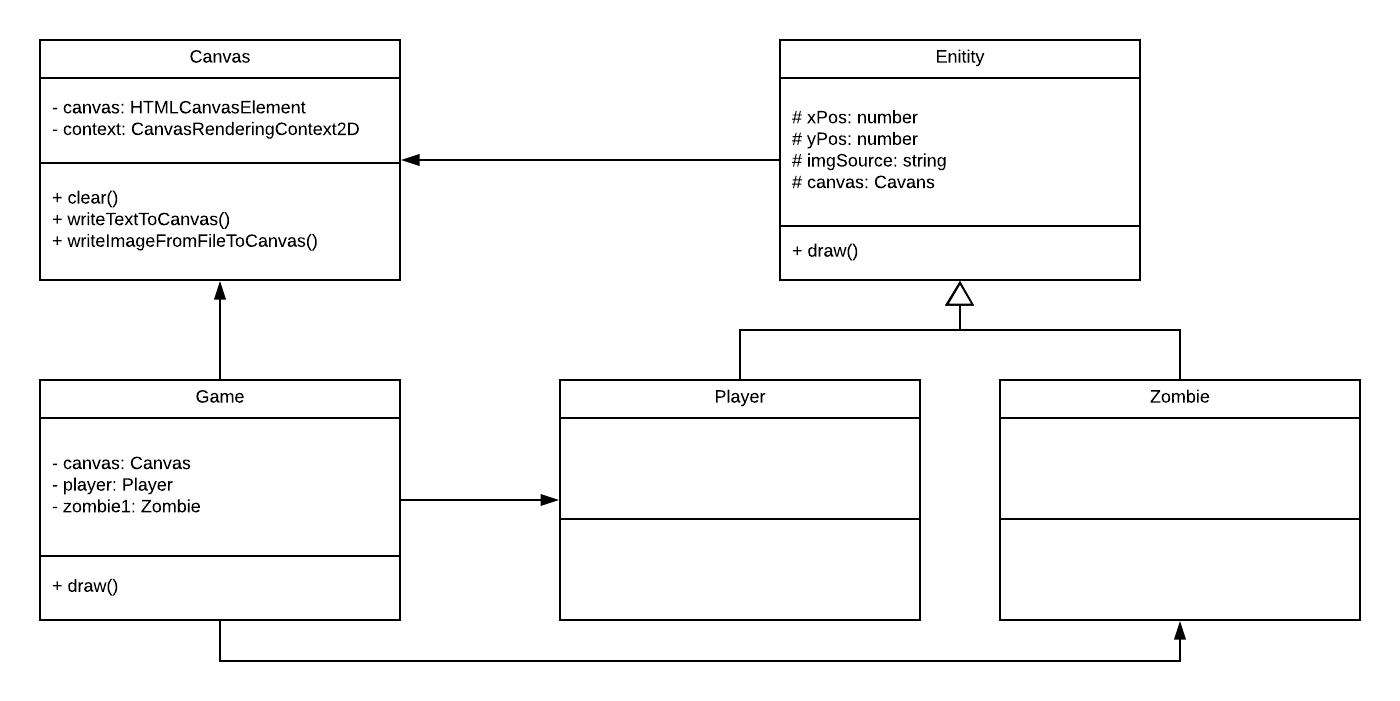 Canvas
- canvas: HTMLCanvasElement
- context: CanvasRenderingContext2D
+ clear()
+ writeTextToCanvas()
+ writeImageFromFileToCanvas()
Enitity
# xPos: number
# yPos: number
# imgSource: string
# canvas: Cavans
+ draw()
Game
- canvas: Canvas
- player: Player
- zombie1: Zombie
+ draw()
Player
Zombie